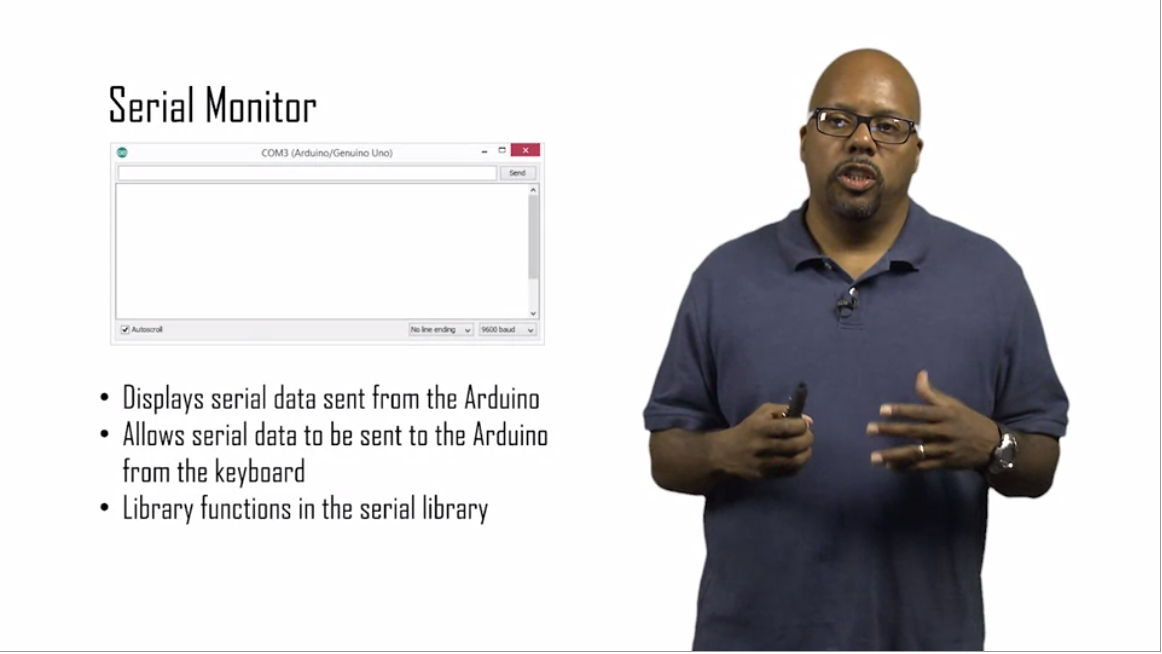 Serial Monitor
COM3 (Arduino/Genuino Uno)
Send
Autoscroll
No line ending
9600 baud
• Displays serial data sent from the Arduino
• Allows serial data to be sent to the Arduino
from the keyboard
• Library functions in the serial library